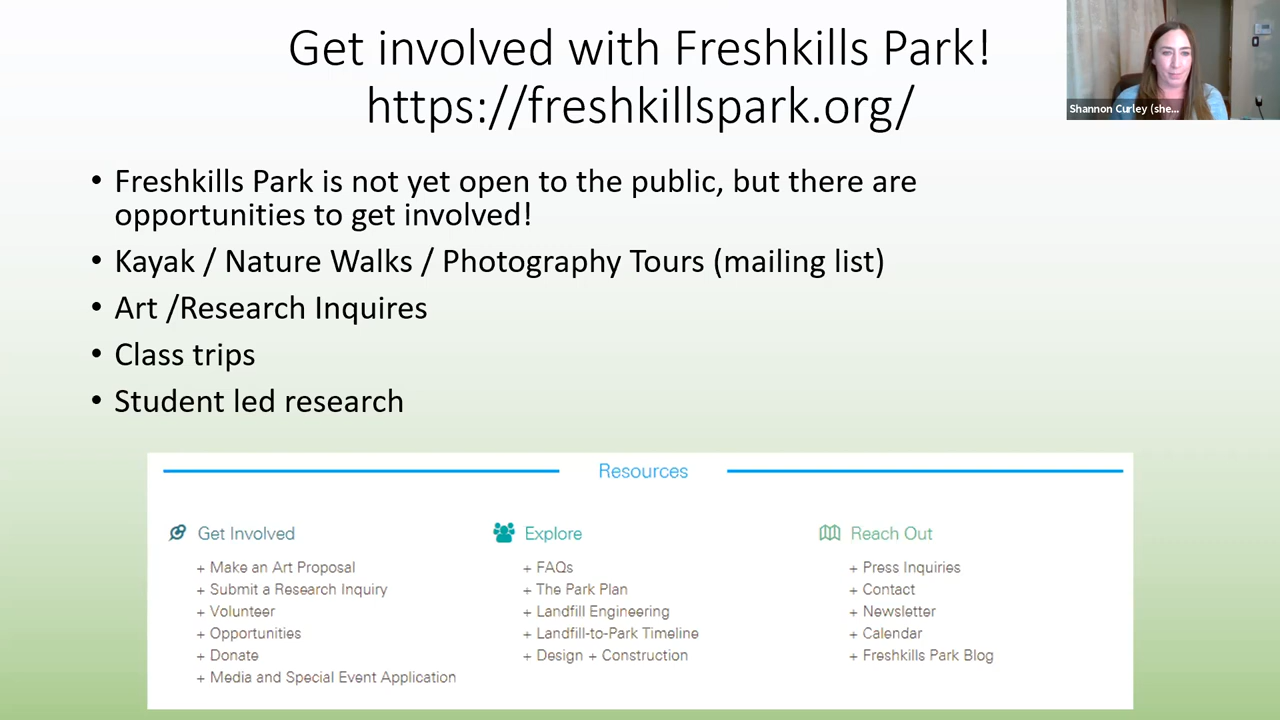 Get involved with Freshkills Park!
https://freshkillspark.org/
Shannon Curley (she...
• Freshkills Park is not yet open to the public, but there are
opportunities to get involved!
• Kayak / Nature Walks / Photography Tours (mailing list)
• Art /Research Inquires
• Class trips
• Student led research
Resources
Get Involved
+ Make an Art Proposal
+ Submit a Research Inquiry
+ Volunteer
+ Opportunities
+ Donate
+ Media and Special Event Application
Explore
+ FAQs
+ The Park Plan
+ Landfill Engineering
+ Landfill-to-Park Timeline
+ Design + Construction
Reach Out
+ Press Inquiries
+ Contact
+ Newsletter
+ Calendar
+ Freshkills Park Blog